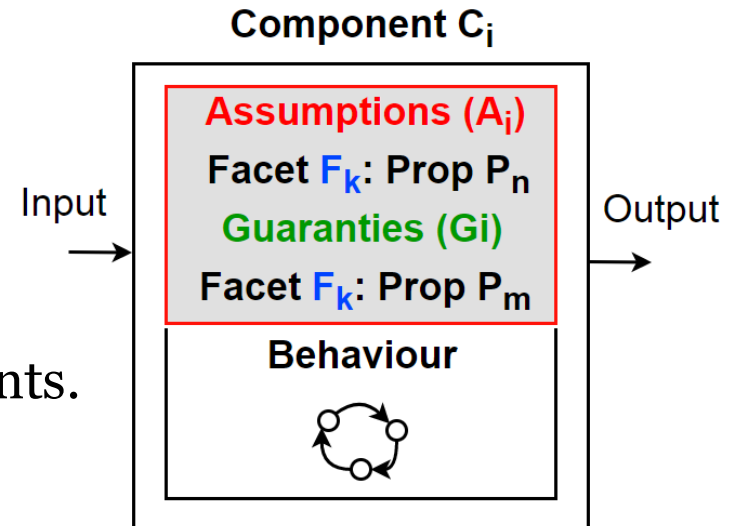 Component Ci
Assumptions (Ai)
Facet Fk: Prop Pn
Input
Guaranties (Gi)
Output
Facet Fk: Prop Pm
Behaviour
nts.